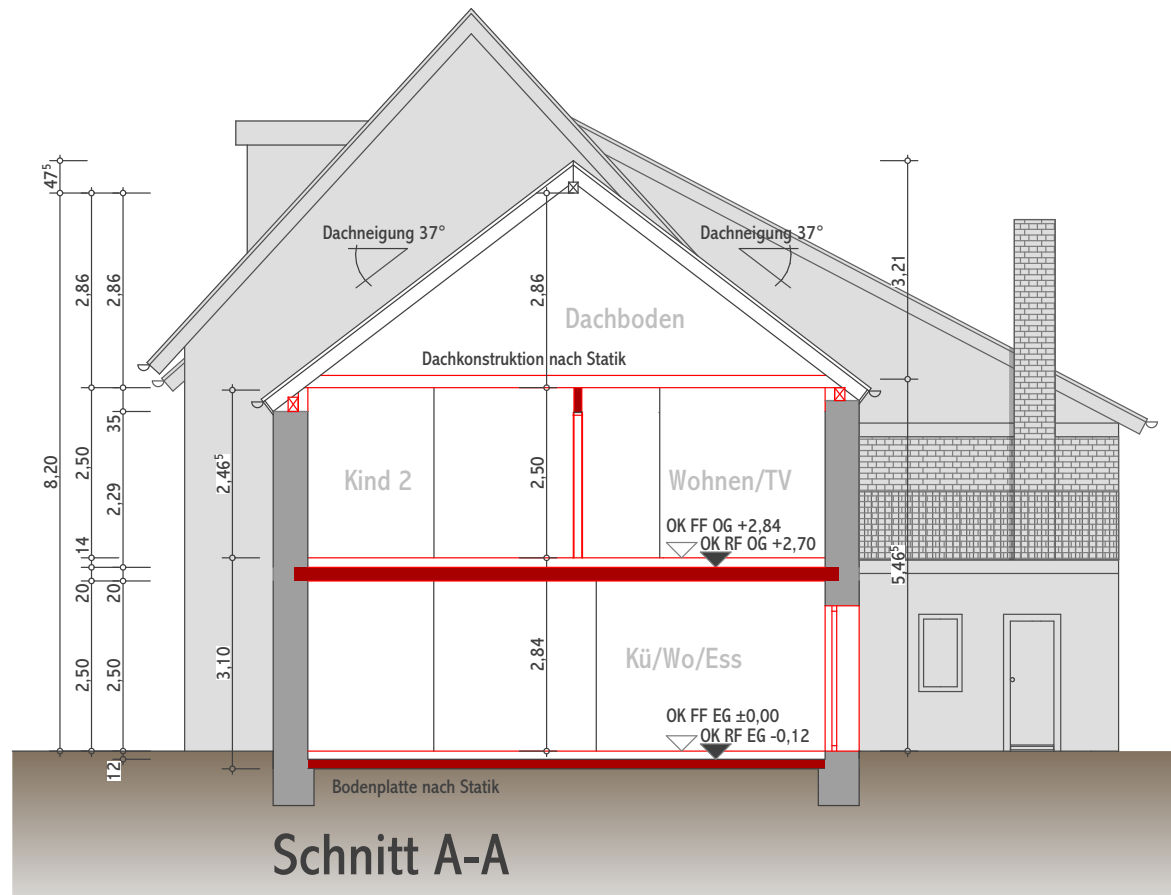 47⁵
Dachneigung 37°
Dachneigung 37°
2,86
2,86
2,86
3,21
Dachboden
Dachkonstruktion nach Statik
35
8,20
2,50
2,29
2,46⁵
Kind 2
2,50
Wohnen/TV
OK FF OG +2,84
OK RF OG +2,70
14
5,46⁵
20
20
2,50
2,50
3,10
2,84
Kü/Wo/Ess
OK FF EG ±0,00
OK RF EG -0,12
12
Bodenplatte nach Statik
Schnitt A-A